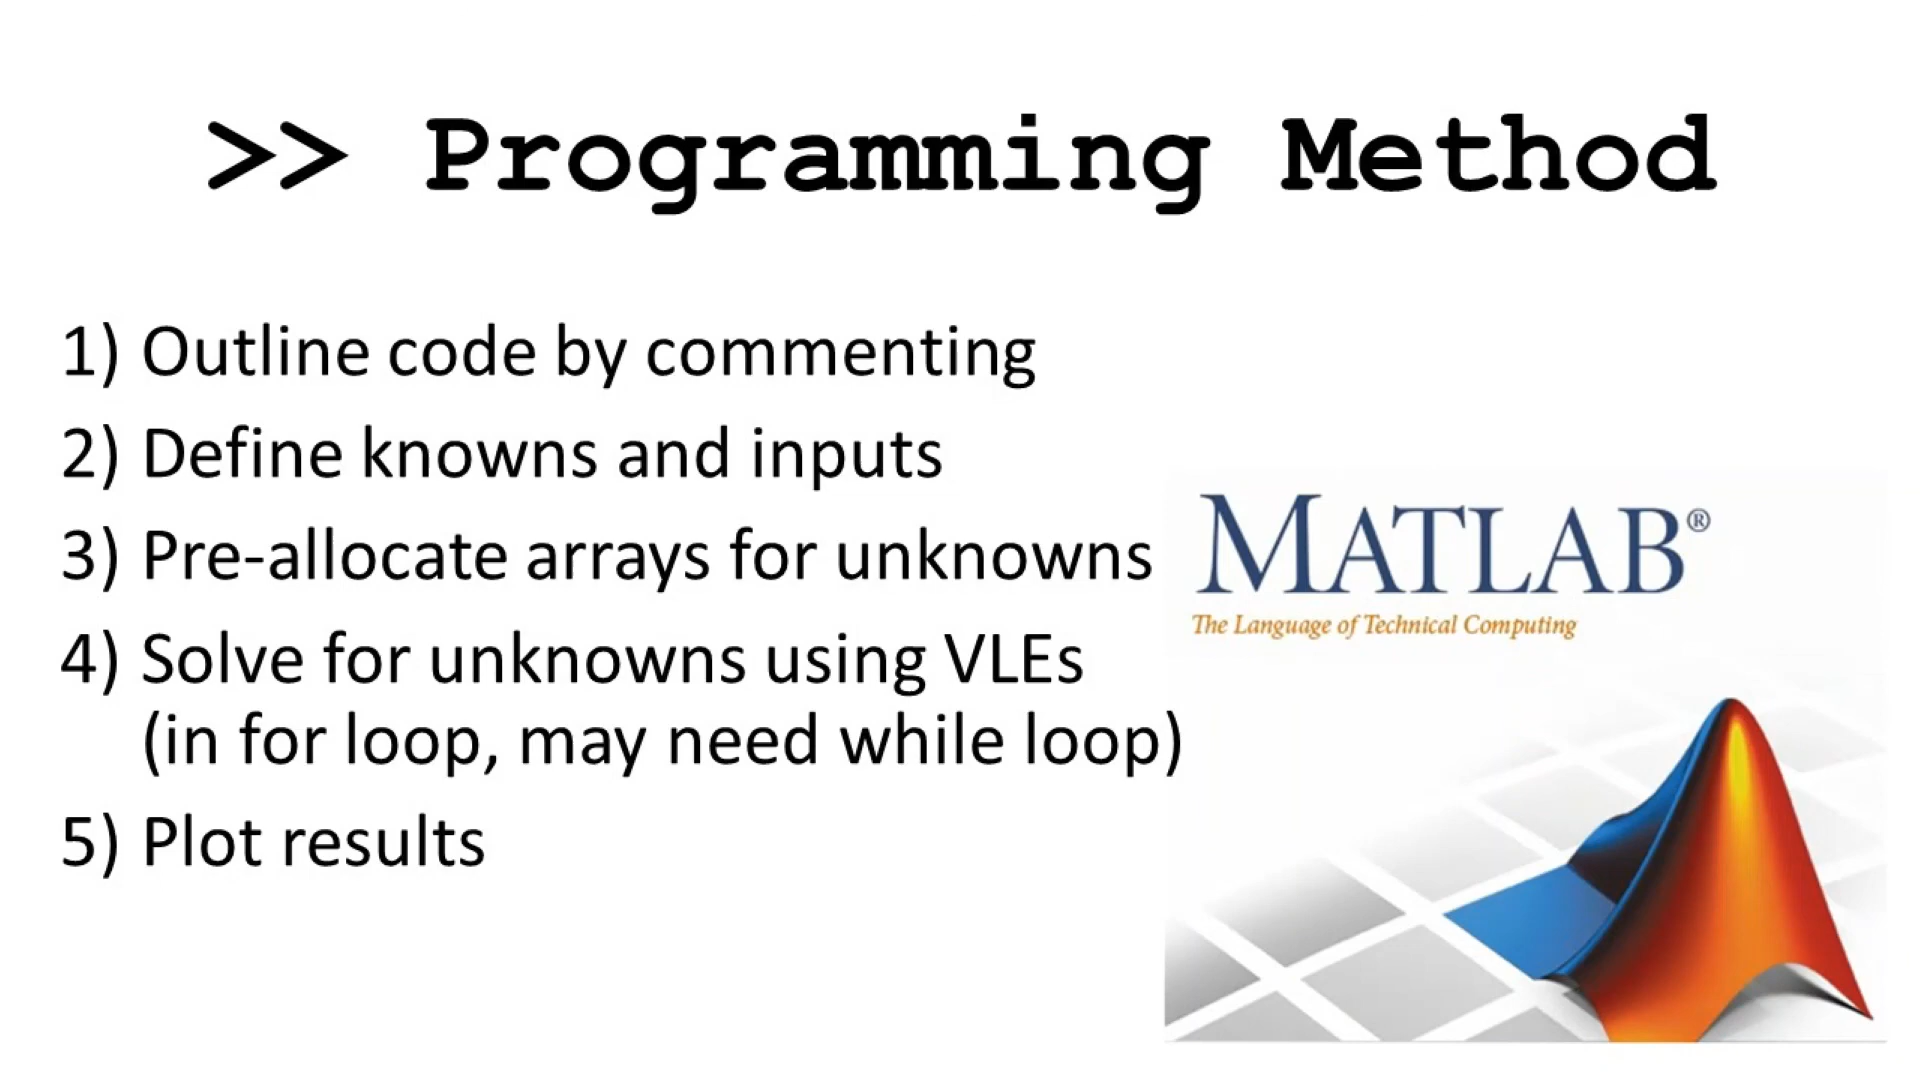 >> Programming Method
1) Outline code by commenting
2) Define knowns and inputs
3) Pre-allocate arrays for unknowns
4) Solve for unknowns using VLEs
(in for loop, may need while loop)
5) Plot results
MATLAB®
The Language of Technical Computing